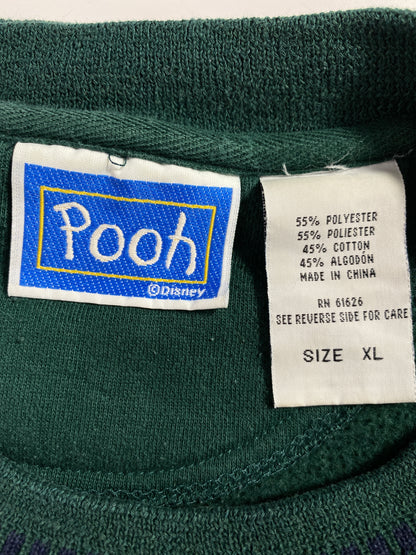 Pooh
©Disney
55% POLYESTER
55% POLIESTER
45% COTTON
45% ALGODÓN
MADE IN CHINA
RN 61626
SEE REVERSE SIDE FOR CARE
SIZE XL